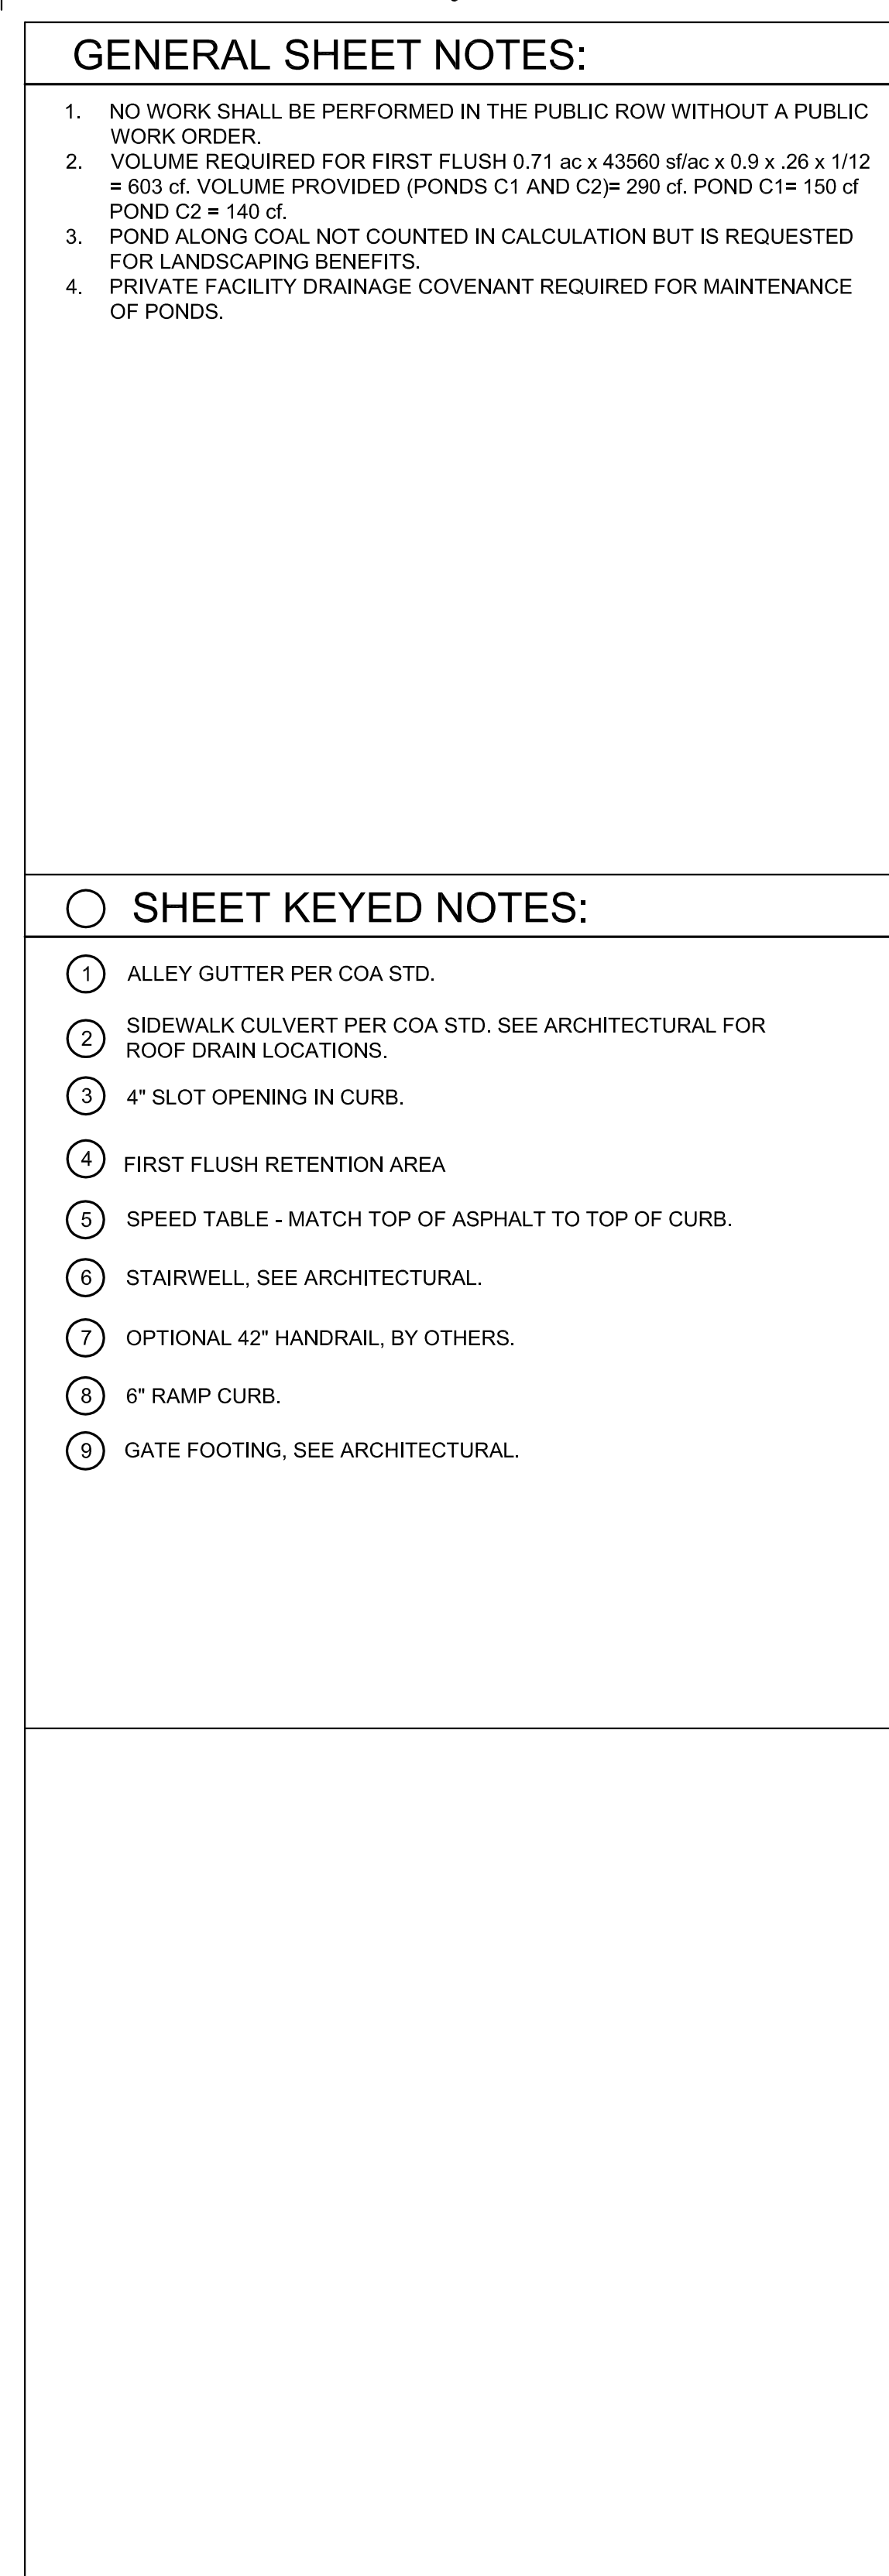 GENERAL SHEET NOTES:
1. NO WORK SHALL BE PERFORMED IN THE PUBLIC ROW WITHOUT A PUBLIC
WORK ORDER.
2. VOLUME REQUIRED FOR FIRST FLUSH 0.71 ac x 43560 sf/ac x 0.9 x .26 x 1/12
= 603 cf. VOLUME PROVIDED (PONDS C1 AND C2)= 290 cf. POND C1= 150 cf
POND C2 = 140 cf.
3. POND ALONG COAL NOT COUNTED IN CALCULATION BUT IS REQUESTED
FOR LANDSCAPING BENEFITS.
4. PRIVATE FACILITY DRAINAGE COVENANT REQUIRED FOR MAINTENANCE
OF PONDS.
SHEET KEYED NOTES:
1 ALLEY GUTTER PER COA STD.
2 SIDEWALK CULVERT PER COA STD. SEE ARCHITECTURAL FOR
ROOF DRAIN LOCATIONS.
3 4" SLOT OPENING IN CURB.
4 FIRST FLUSH RETENTION AREA
5 SPEED TABLE - MATCH TOP OF ASPHALT TO TOP OF CURB.
6 STAIRWELL, SEE ARCHITECTURAL.
7 OPTIONAL 42" HANDRAIL, BY OTHERS.
8 6" RAMP CURB.
9 GATE FOOTING, SEE ARCHITECTURAL.